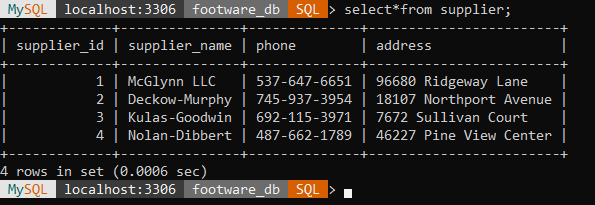 MySQL localhost:3306 footware_db SQL > select*from supplier;
+-------------+----------------+--------------+------------------------+
| supplier_id | supplier_name | phone | address |
+-------------+----------------+--------------+------------------------+
| 1 | McGlynn LLC | 537-647-6651 | 96680 Ridgeway Lane |
| 2 | Deckow-Murphy | 745-937-3954 | 18107 Northport Avenue |
| 3 | Kulas-Goodwin | 692-115-3971 | 7672 Sullivan Court |
| 4 | Nolan-Dibbert | 487-662-1789 | 46227 Pine View Center |
+-------------+----------------+--------------+------------------------+
4 rows in set (0.0006 sec)
MySQL localhost:3306 footware_db SQL >